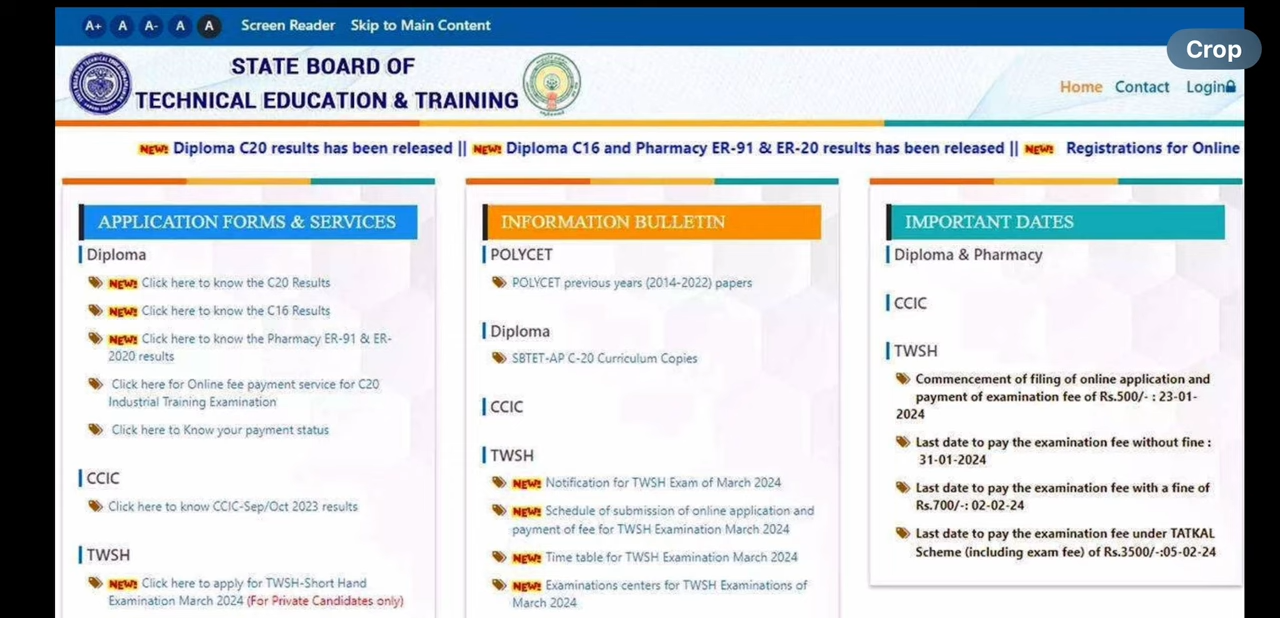 A+ A A- A A Screen Reader Skip to Main Content
Crop
STATE BOARD OF
TECHNICAL EDUCATION & TRAINING
Home Contact Login
NEW! Diploma C20 results has been released || NEW! Diploma C16 and Pharmacy ER-91 & ER-20 results has been released || NEW! Registrations for Online
APPLICATION FORMS & SERVICES
Diploma
NEW! Click here to know the C20 Results
NEW! Click here to know the C16 Results
NEW! Click here to know the Pharmacy ER-91 & ER-
2020 results
Click here for Online fee payment service for C20
Industrial Training Examination
Click here to Know your payment status
CCIC
Click here to know CCIC-Sep/Oct 2023 results
TWSH
NEW! Click here to apply for TWSH-Short Hand
Examination March 2024 (For Private Candidates only)
INFORMATION BULLETIN
POLYCET
POLYCET previous years (2014-2022) papers
Diploma
SBTET-AP C-20 Curriculum Copies
CCIC
TWSH
NEW! Notification for TWSH Exam of March 2024
NEW! Schedule of submission of online application and
payment of fee for TWSH Examination March 2024
NEW! Time table for TWSH Examination March 2024
NEW! Examinations centers for TWSH Examinations of
March 2024
IMPORTANT DATES
Diploma & Pharmacy
CCIC
TWSH
Commencement of filing of online application and
payment of examination fee of Rs.500/- : 23-01-
2024
Last date to pay the examination fee without fine :
31-01-2024
Last date to pay the examination fee with a fine of
Rs.700/-: 02-02-24
Last date to pay the examination fee under TATKAL
Scheme (including exam fee) of Rs.3500/-:05-02-24